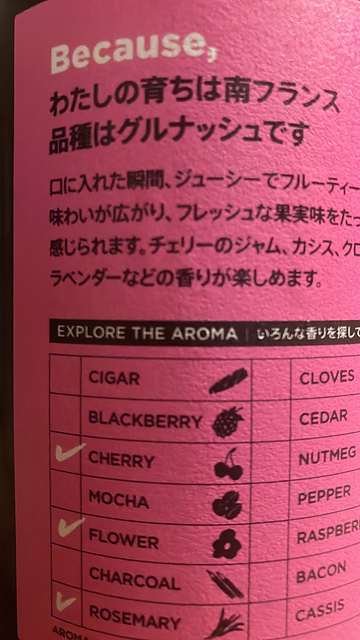 Because,
わたしの育ちは南フランス
品種はグルナッシュです
口に入れた瞬間、ジューシーでフルーティー
味わいが広がり、フレッシュな果実味をたっ
感じられます。チェリーのジャム、カシス、クロ
ラベンダーなどの香りが楽しめます。
EXPLORE THE AROMA | いろんな香りを探して
CIGAR CLOVES
BLACKBERRY CEDAR
CHERRY NUTMEG
MOCHA PEPPER
FLOWER RASPBER
CHARCOAL BACON
ROSEMARY CASSIS
AROMA